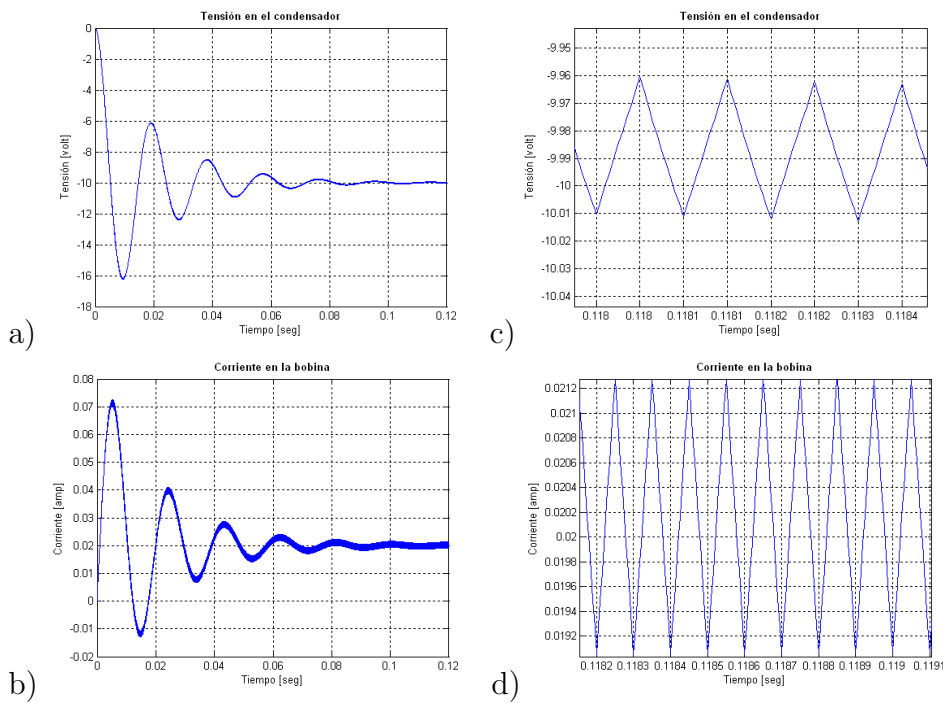 Tensión en el condensador
0
-2
-4
-6
-8
-10
-12
-14
-16
-18
Tensión [volt]
0 0.02 0.04 0.06 0.08 0.1 0.12
Tiempo [seg]
a)
Tensión en el condensador
-9.95
-9.96
-9.97
-9.98
-9.99
-10
-10.01
-10.02
-10.03
-10.04
Tensión [volt]
0.118 0.118 0.1181 0.1181 0.1182 0.1182 0.1183 0.1184
Tiempo [seg]
c)
Corriente en la bobina
0.08
0.07
0.06
0.05
0.04
0.03
0.02
0.01
0
-0.01
-0.02
Corriente [amp]
0 0.02 0.04 0.06 0.08 0.1 0.12
Tiempo [seg]
b)
Corriente en la bobina
0.0212
0.021
0.0208
0.0206
0.0204
0.0202
0.02
0.0198
0.0196
0.0194
0.0192
Corriente [amp]
0.1182 0.1183 0.1184 0.1185 0.1186 0.1187 0.1188 0.1189 0.119 0.1191
Tiempo [seg]
d)